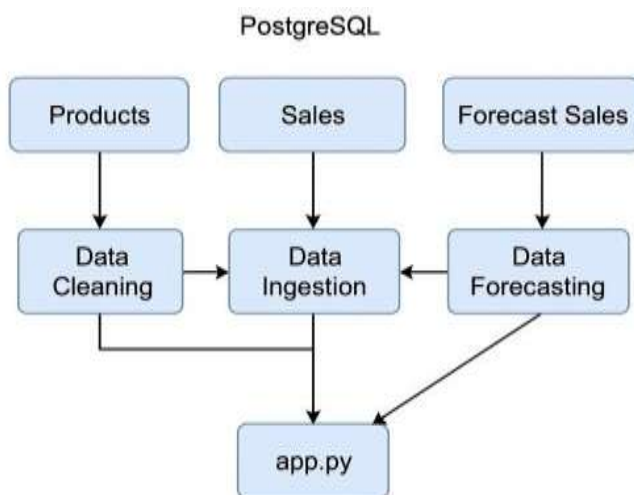 PostgreSQL
Products
Sales
Forecast Sales
Data
Cleaning
Data
Ingestion
Data
Forecasting
app.py